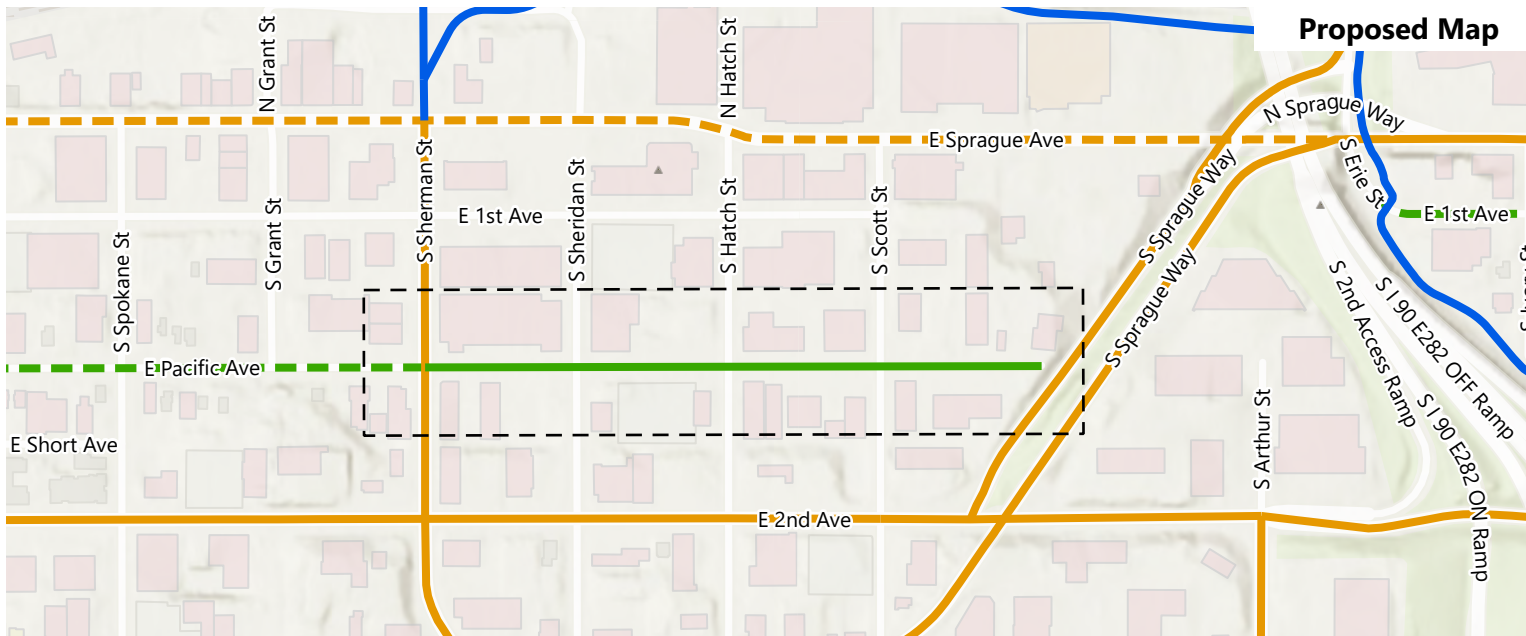 Proposed Map
N Grant St
N Hatch St
N Sprague Way
E Sprague Ave
S Sherman St
S Erie St
S Sprague Way
E 1st Ave
S Sheridan St
S Hatch St
S Scott St
E 1st Ave
S Grant St
S Spokane St
S Sprague Way
S I 90 E282 OFF Ramp
S 2nd Access Ramp
E Pacific Ave
S I 90 E282 ON Ramp
E Short Ave
S Arthur St
E 2nd Ave